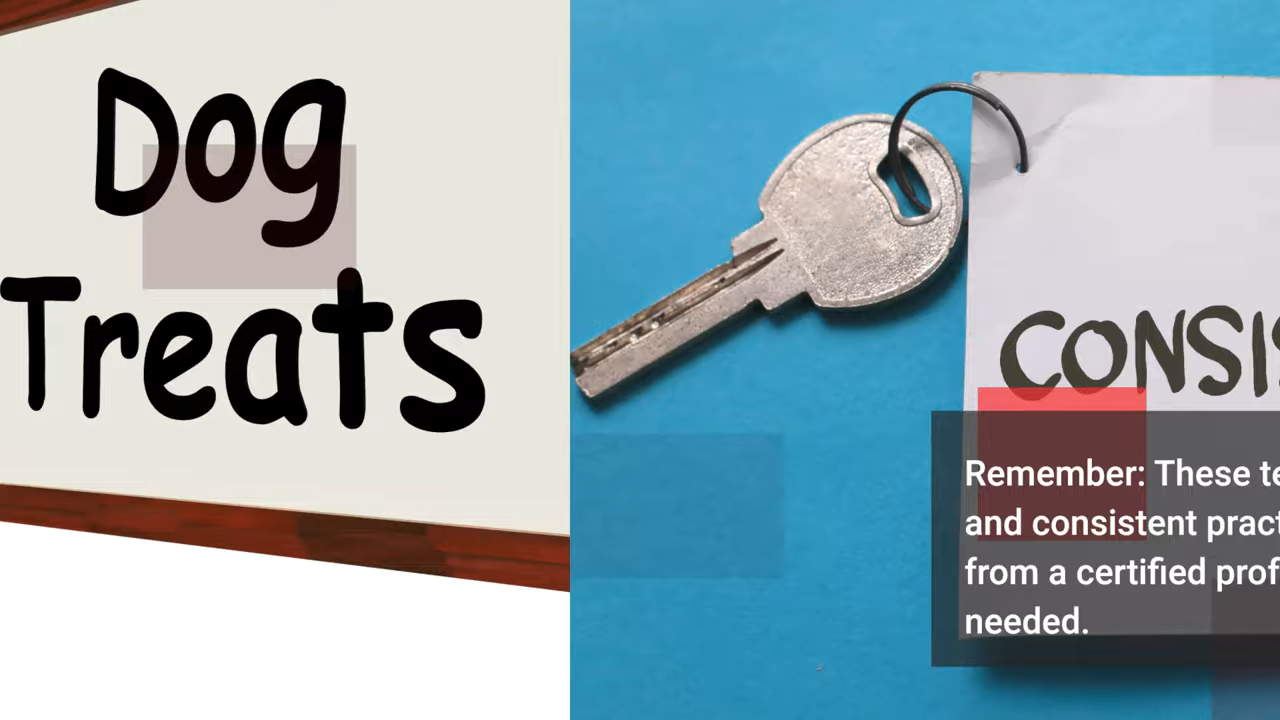 Dog
Treats
CONSIS
Remember: These te
and consistent pract
from a certified prof
needed.